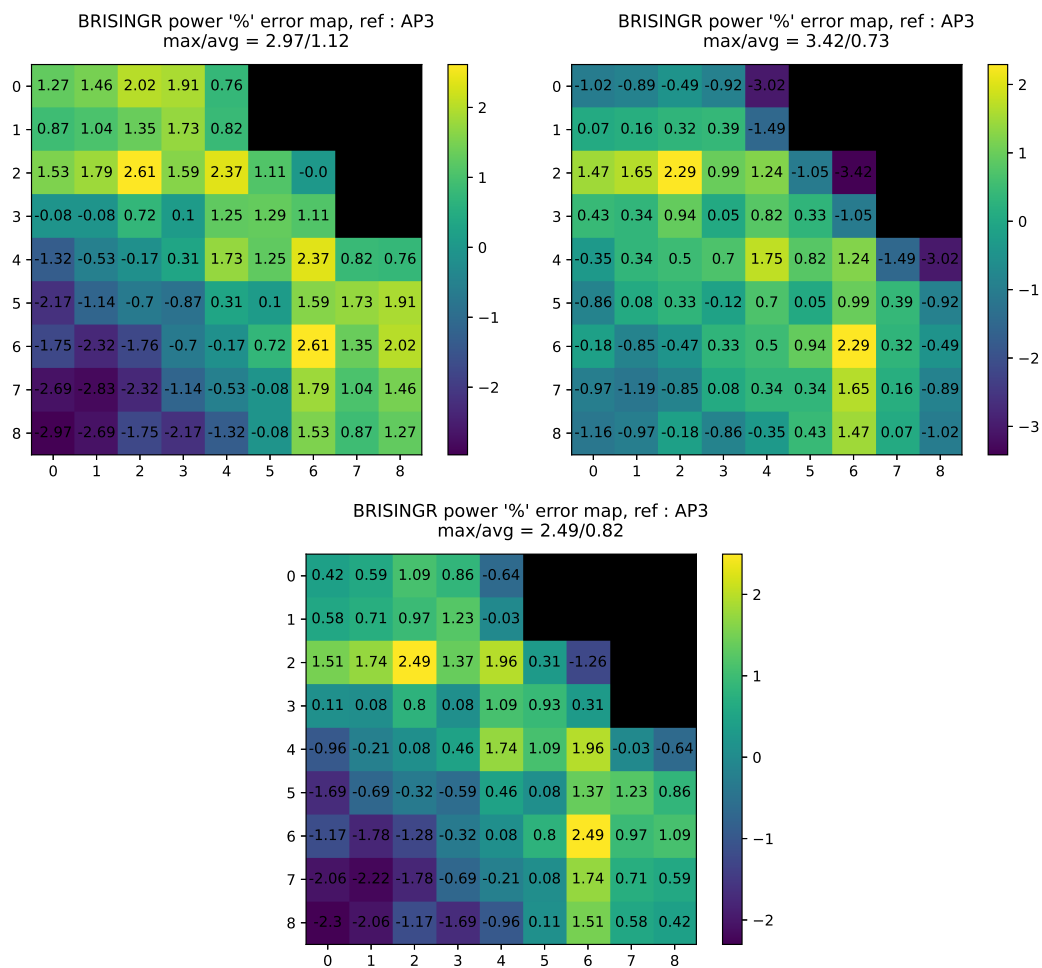 BRISINGR power '%' error map, ref : AP3
max/avg = 2.97/1.12
0 1.27 1.46 2.02 1.91 0.76
1 0.87 1.04 1.35 1.73 0.82
2 1.53 1.79 2.61 1.59 2.37 1.11 -0.0
3 -0.08 -0.08 0.72 0.1 1.25 1.29 1.11
4 -1.32 -0.53 -0.17 0.31 1.73 1.25 2.37 0.82 0.76
5 -2.17 -1.14 -0.7 -0.87 0.31 0.1 1.59 1.73 1.91
6 -1.75 -2.32 -1.76 -0.7 -0.17 0.72 2.61 1.35 2.02
7 -2.69 -2.83 -2.32 -1.14 -0.53 -0.08 1.79 1.04 1.46
8 -2.97 -2.69 -1.75 -2.17 -1.32 -0.08 1.53 0.87 1.27
0 1 2 3 4 5 6 7 8
2
1
0
−1
−2
BRISINGR power '%' error map, ref : AP3
max/avg = 3.42/0.73
0 -1.02 -0.89 -0.49 -0.92 -3.02
1 0.07 0.16 0.32 0.39 -1.49
2 1.47 1.65 2.29 0.99 1.24 -1.05 -3.42
3 0.43 0.34 0.94 0.05 0.82 0.33 -1.05
4 -0.35 0.34 0.5 0.7 1.75 0.82 1.24 -1.49 -3.02
5 -0.86 0.08 0.33 -0.12 0.7 0.05 0.99 0.39 -0.92
6 -0.18 -0.85 -0.47 0.33 0.5 0.94 2.29 0.32 -0.49
7 -0.97 -1.19 -0.85 0.08 0.34 0.34 1.65 0.16 -0.89
8 -1.16 -0.97 -0.18 -0.86 -0.35 0.43 1.47 0.07 -1.02
0 1 2 3 4 5 6 7 8
2
1
0
−1
−2
−3
BRISINGR power '%' error map, ref : AP3
max/avg = 2.49/0.82
0 0.42 0.59 1.09 0.86 -0.64
1 0.58 0.71 0.97 1.23 -0.03
2 1.51 1.74 2.49 1.37 1.96 0.31 -1.26
3 0.11 0.08 0.8 0.08 1.09 0.93 0.31
4 -0.96 -0.21 0.08 0.46 1.74 1.09 1.96 -0.03 -0.64
5 -1.69 -0.69 -0.32 -0.59 0.46 0.08 1.37 1.23 0.86
6 -1.17 -1.78 -1.28 -0.32 0.08 0.8 2.49 0.97 1.09
7 -2.06 -2.22 -1.78 -0.69 -0.21 0.08 1.74 0.71 0.59
8 -2.3 -2.06 -1.17 -1.69 -0.96 0.11 1.51 0.58 0.42
0 1 2 3 4 5 6 7 8
2
1
0
−1
−2